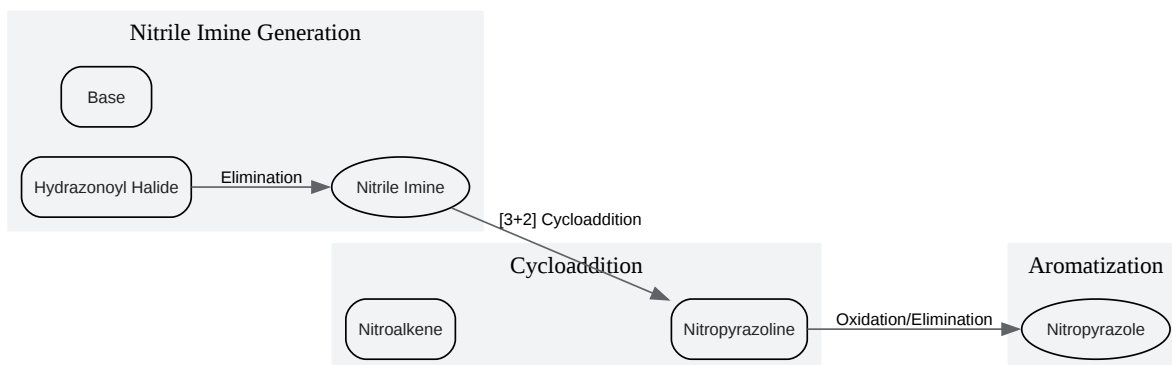 Nitrile Imine Generation
Base
Hydrazonoyl Halide
Elimination
Nitrile Imine
[3+2] Cycloaddition
Cycloaddition
Nitroalkene
Nitropyrazoline
Oxidation/Elimination
Aromatization
Nitropyrazole